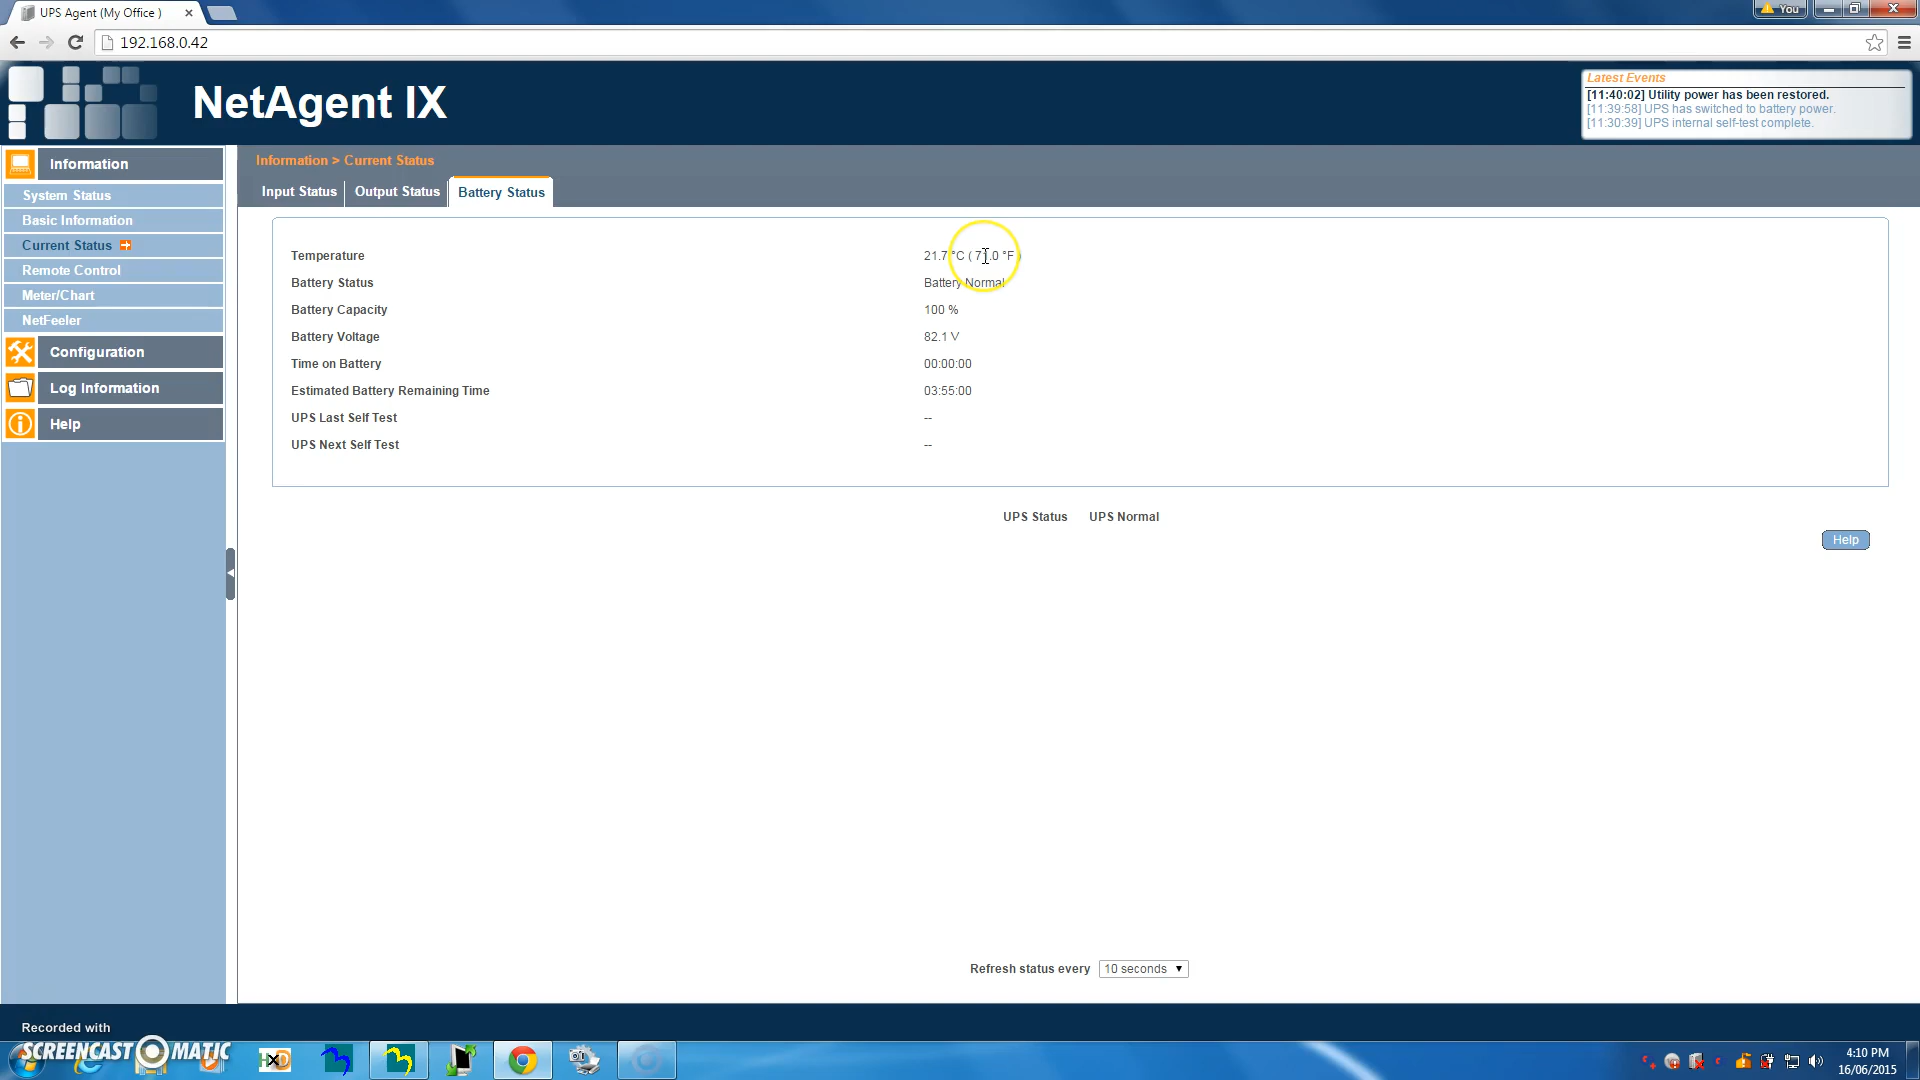 UPS Agent (My Office )
You
192.168.0.42
NetAgent IX
Latest Events
[11:40:02] Utility power has been restored.
[11:39:58] UPS has switched to battery power.
[11:30:39] UPS internal self-test complete.
Information
System Status
Basic Information
Current Status
Remote Control
Meter/Chart
NetFeeler
Configuration
Log Information
Help
Information > Current Status
Input Status
Output Status
Battery Status
Temperature 21.7 °C ( 71.0 °F )
Battery Status Battery Normal
Battery Capacity 100 %
Battery Voltage 82.1 V
Time on Battery 00:00:00
Estimated Battery Remaining Time 03:55:00
UPS Last Self Test --
UPS Next Self Test --
UPS Status UPS Normal
Help
Refresh status every 10 seconds
Recorded with
SCREENCAST MATIC
HxD
4:10 PM
16/06/2015